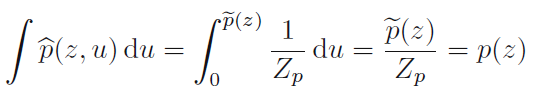 ∫ p̂(z, u) du = ∫₀^{p̃(z)} 1/Z_p du = p̃(z)/Z_p = p(z)